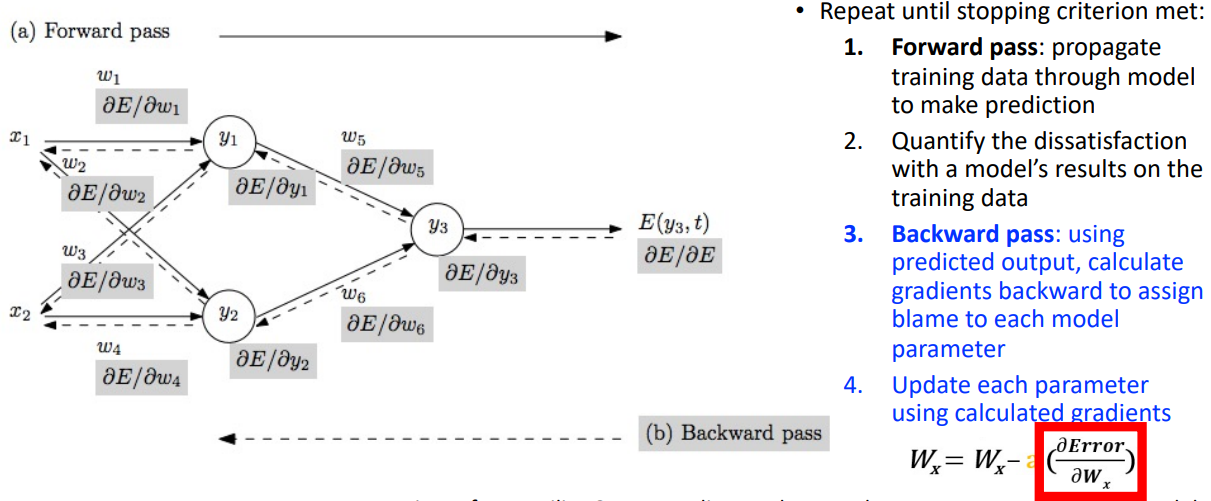 (a) Forward pass
w₁
∂E/∂w₁
x₁
y₁
w₅
∂E/∂w₅
w₂
∂E/∂w₂
∂E/∂y₁
y₃
E(y₃, t)
∂E/∂E
w₃
∂E/∂w₃
∂E/∂y₃
x₂
y₂
w₆
∂E/∂w₆
w₄
∂E/∂w₄
∂E/∂y₂
(b) Backward pass
• Repeat until stopping criterion met:
1. Forward pass: propagate
training data through model
to make prediction
2. Quantify the dissatisfaction
with a model's results on the
training data
3. Backward pass: using
predicted output, calculate
gradients backward to assign
blame to each model
parameter
4. Update each parameter
using calculated gradients
Wₓ = Wₓ − a (∂Error/∂Wₓ)